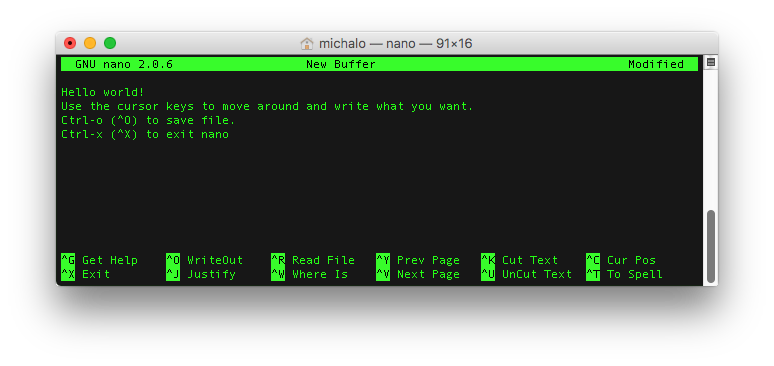 michalo — nano — 91×16
GNU nano 2.0.6 New Buffer Modified
Hello world!
Use the cursor keys to move around and write what you want.
Ctrl-o (^O) to save file.
Ctrl-x (^X) to exit nano
^G Get Help ^O WriteOut ^R Read File ^Y Prev Page ^K Cut Text ^C Cur Pos
^X Exit ^J Justify ^W Where Is ^V Next Page ^U UnCut Text ^T To Spell